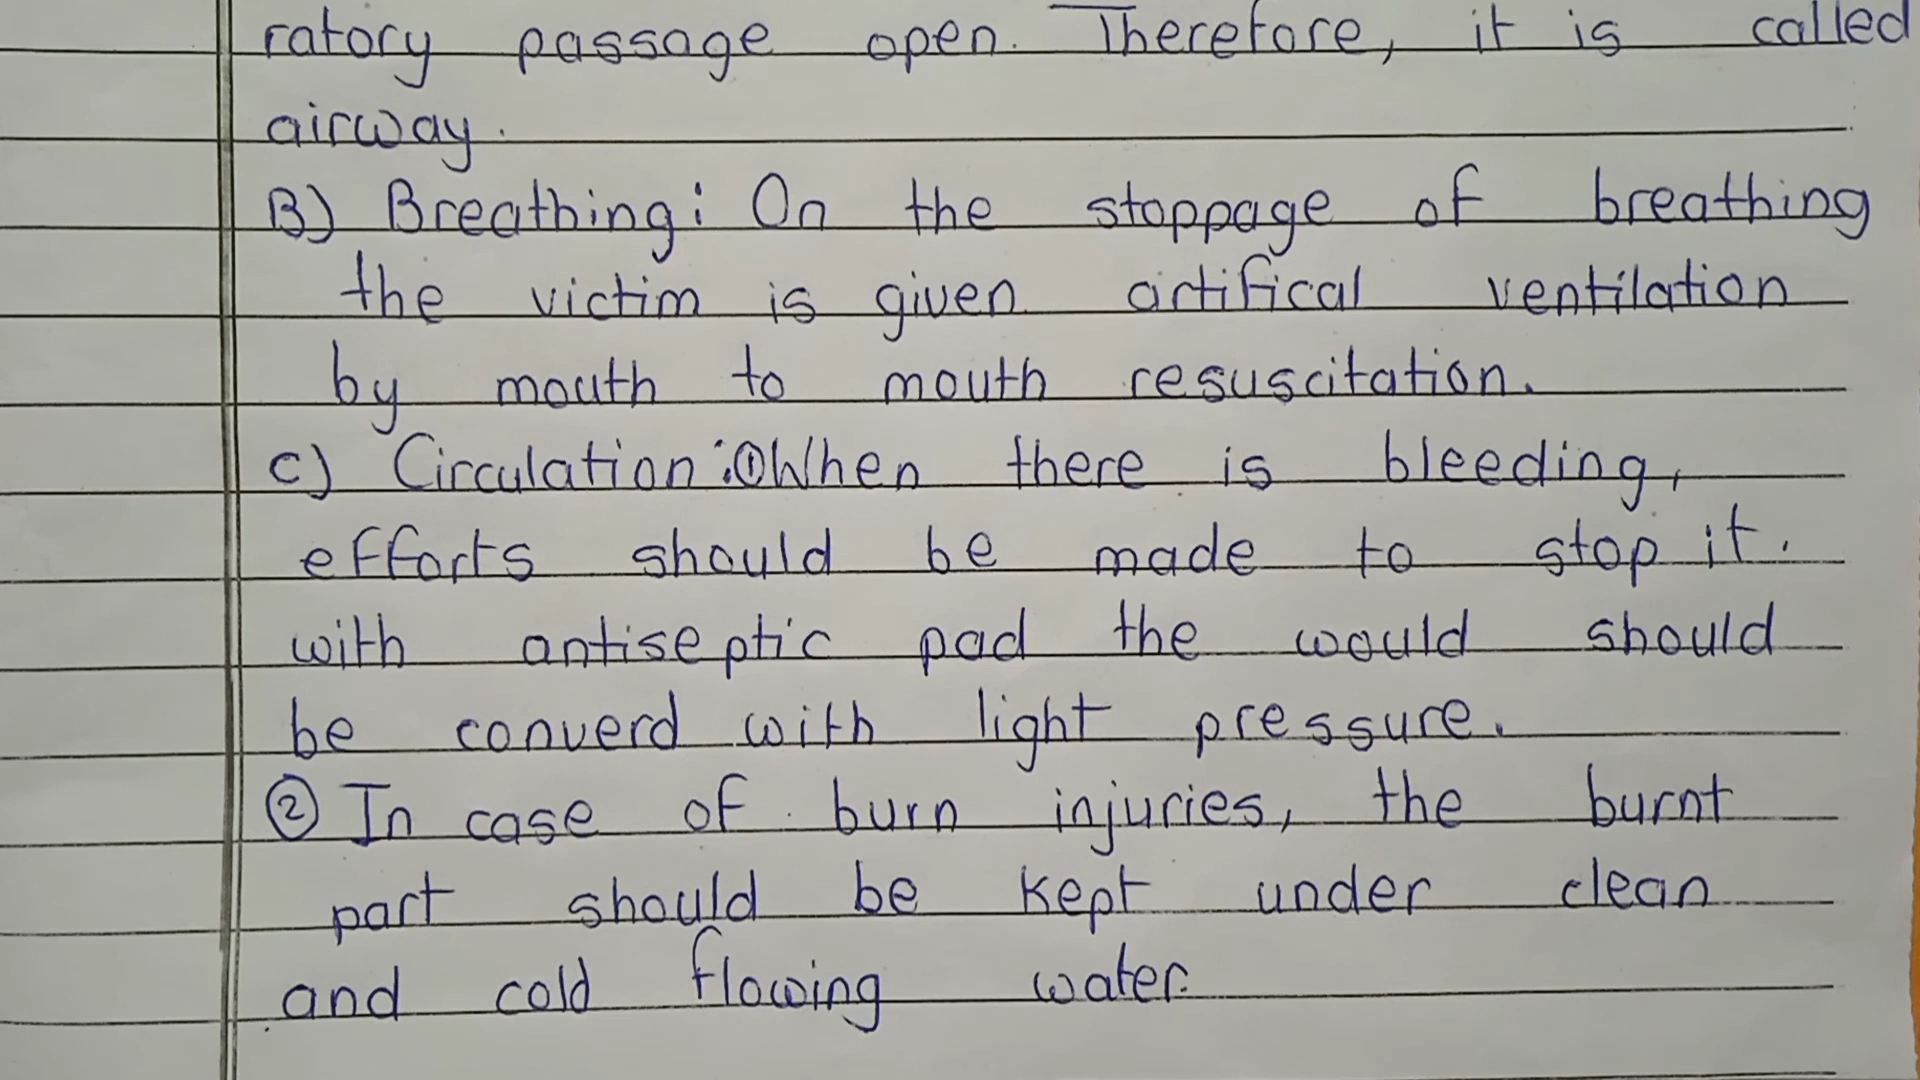 ratory passage open. Therefore, it is called
airway.
B) Breathing: On the stoppage of breathing
the victim is given artifical ventilation
by mouth to mouth resuscitation.
C) Circulation: ① When there is bleeding,
efforts should be made to stop it.
with antiseptic pad the would should
be converd with light pressure.
② In case of burn injuries, the burnt
part should be kept under clean
and cold flowing water.